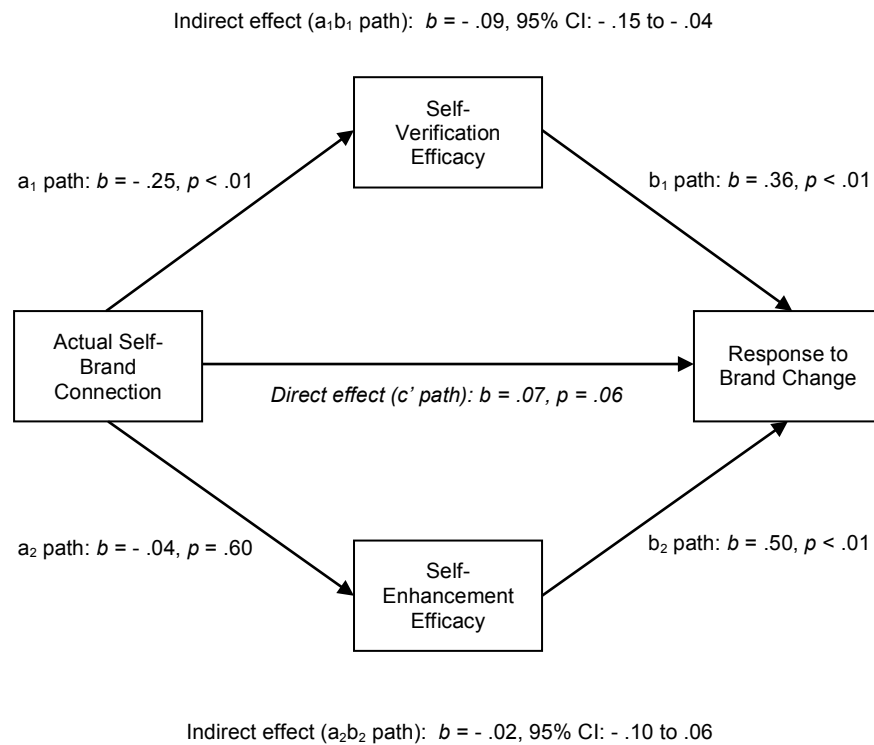 Indirect effect (a₁b₁ path): b = - .09, 95% CI: - .15 to - .04
Self-
Verification
Efficacy
a₁ path: b = - .25, p < .01
b₁ path: b = .36, p < .01
Actual Self-
Brand
Connection
Response to
Brand Change
Direct effect (c' path): b = .07, p = .06
a₂ path: b = - .04, p = .60
b₂ path: b = .50, p < .01
Self-
Enhancement
Efficacy
Indirect effect (a₂b₂ path): b = - .02, 95% CI: - .10 to .06